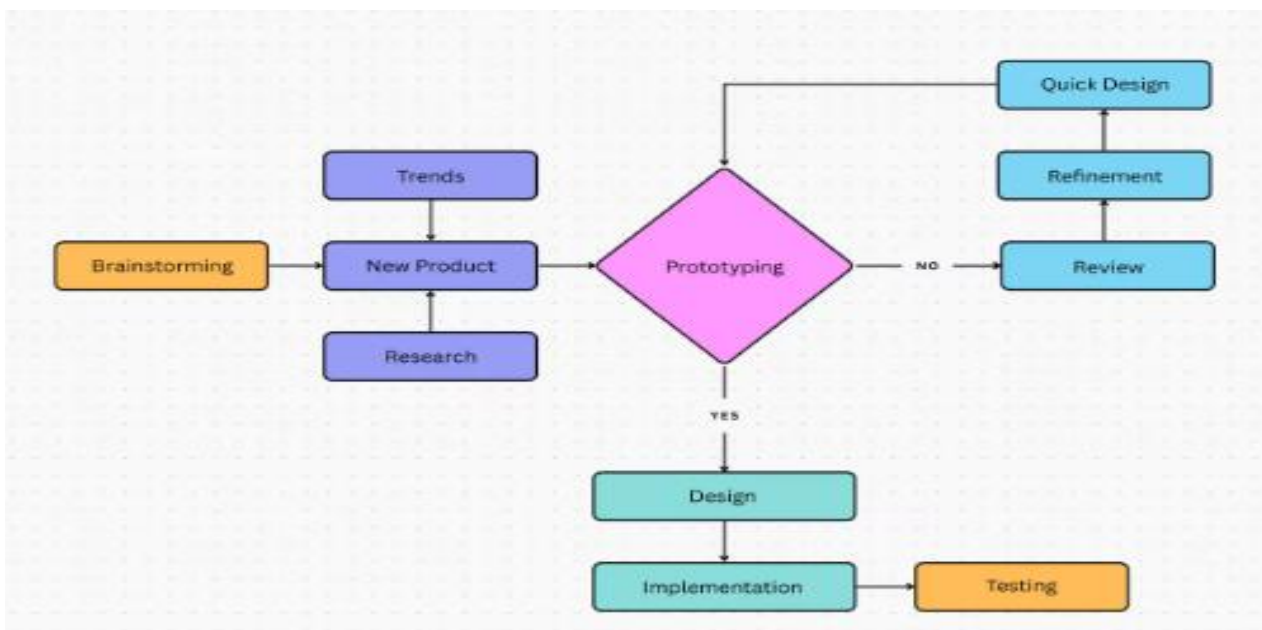 Quick Design
Trends
Refinement
Brainstorming
New Product
Prototyping
NO
Review
Research
YES
Design
Implementation
Testing